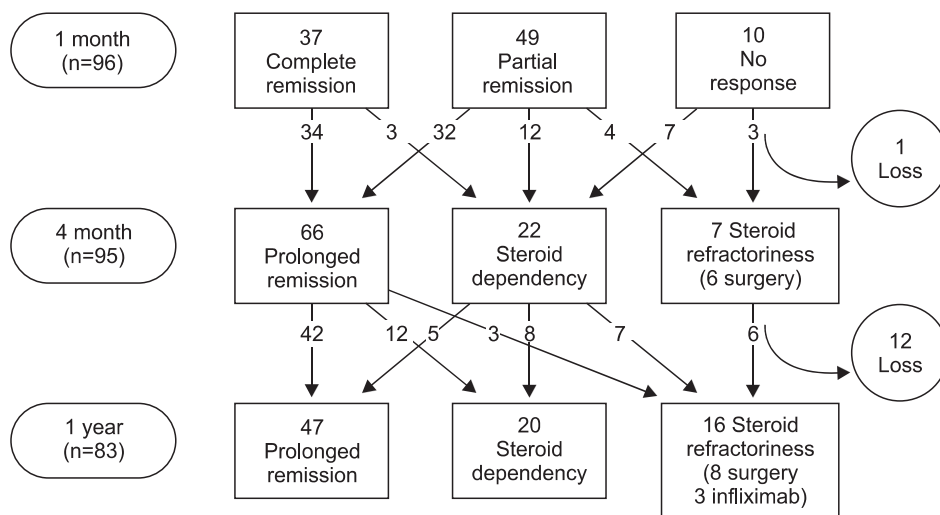 1 month
(n=96)
37
Complete
remission
49
Partial
remission
10
No
response
34
3
32
12
4
7
3
1
Loss
4 month
(n=95)
66
Prolonged
remission
22
Steroid
dependency
7 Steroid
refractoriness
(6 surgery)
42
12
5
3
8
7
6
12
Loss
1 year
(n=83)
47
Prolonged
remission
20
Steroid
dependency
16 Steroid
refractoriness
(8 surgery
3 infliximab)